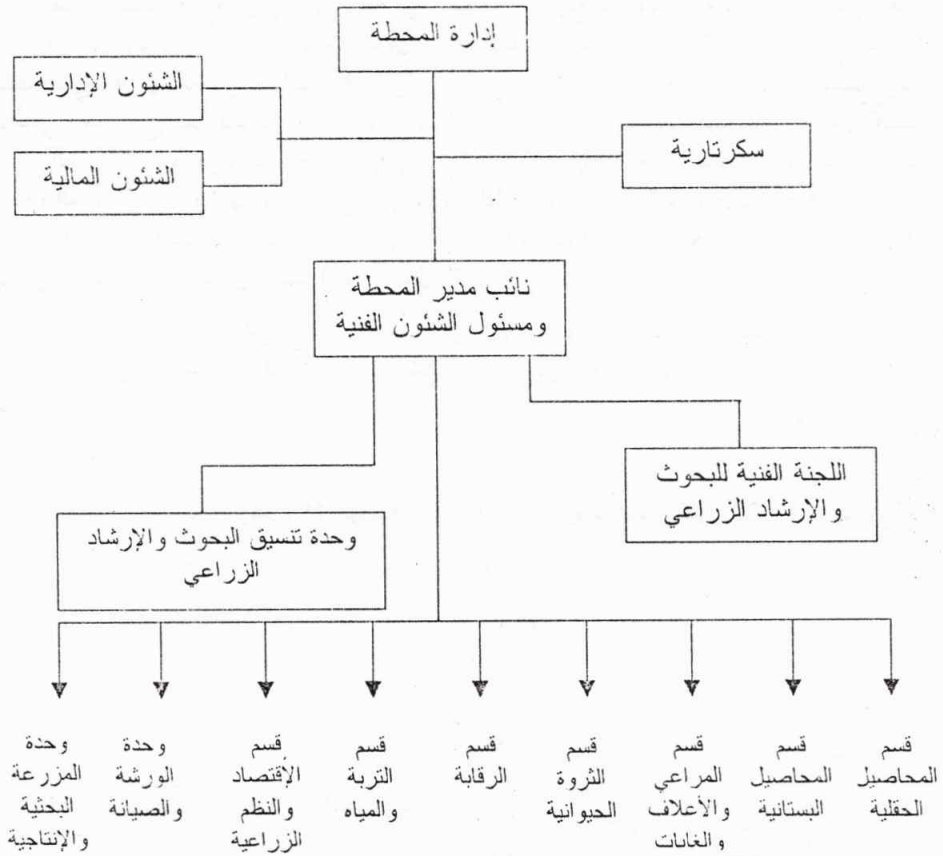 إدارة المحطة
الشئون الإدارية
سكرتارية
الشئون المالية
نائب مدير المحطة
ومسئول الشئون الفنية
اللجنة الفنية للبحوث
والإرشاد الزراعي
وحدة تنسيق البحوث والإرشاد
الزراعي
قسم
المحاصيل
الحقلية
قسم
المحاصيل
البستانية
قسم
المراعي
والأعلاف
والغابات
قسم
الثروة
الحيوانية
قسم
الرقابة
قسم
التربة
والمياه
قسم
الإقتصاد
والنظم
الزراعية
وحدة
الورشة
والصيانة
وحدة
المزرعة
البحثية
والإنتاجية